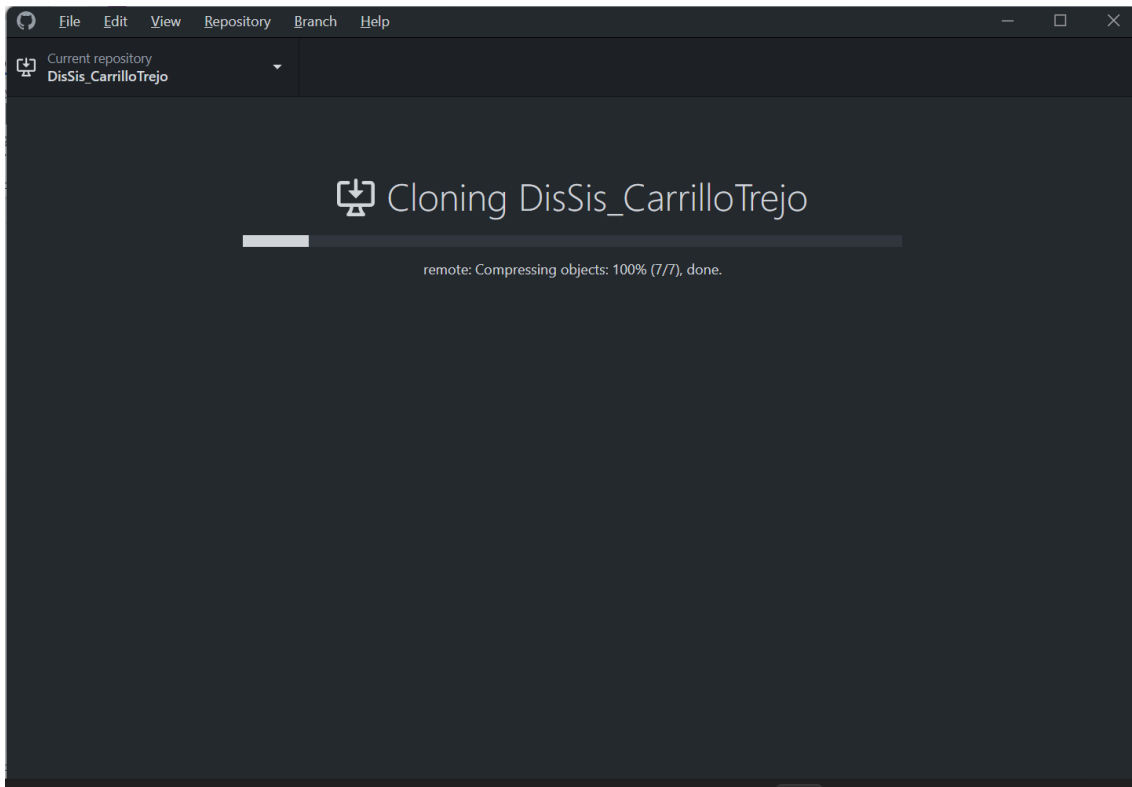 File Edit View Repository Branch Help
Current repository
DisSis_CarrilloTrejo
Cloning DisSis_CarrilloTrejo
remote: Compressing objects: 100% (7/7), done.